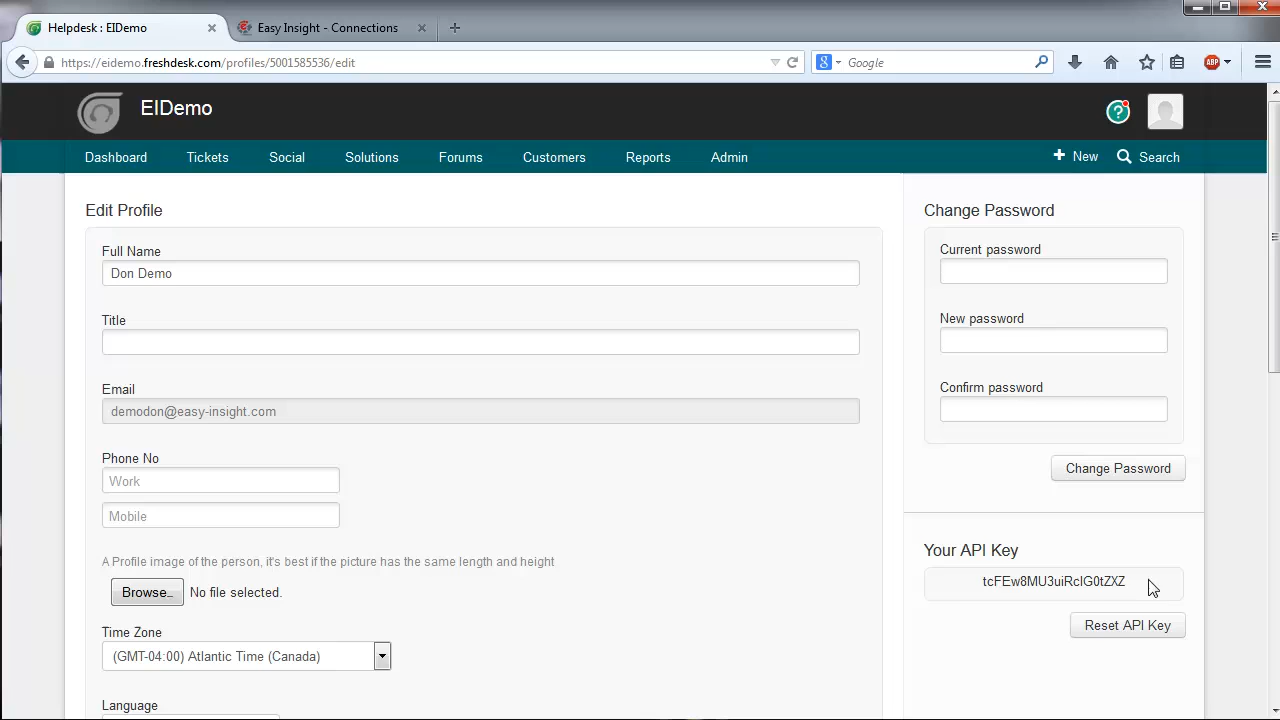 Helpdesk : EIDemo
Easy Insight - Connections
https://eidemo.freshdesk.com/profiles/5001585536/edit
Google
ABP
EIDemo
Dashboard Tickets Social Solutions Forums Customers Reports Admin
New Search
Edit Profile
Full Name
Don Demo
Title
Email
demodon@easy-insight.com
Phone No
Work
Mobile
A Profile image of the person, it's best if the picture has the same length and height
Browse... No file selected.
Time Zone
(GMT-04:00) Atlantic Time (Canada)
Language
Change Password
Current password
New password
Confirm password
Change Password
Your API Key
tcFEw8MU3uiRclG0tZXZ
Reset API Key